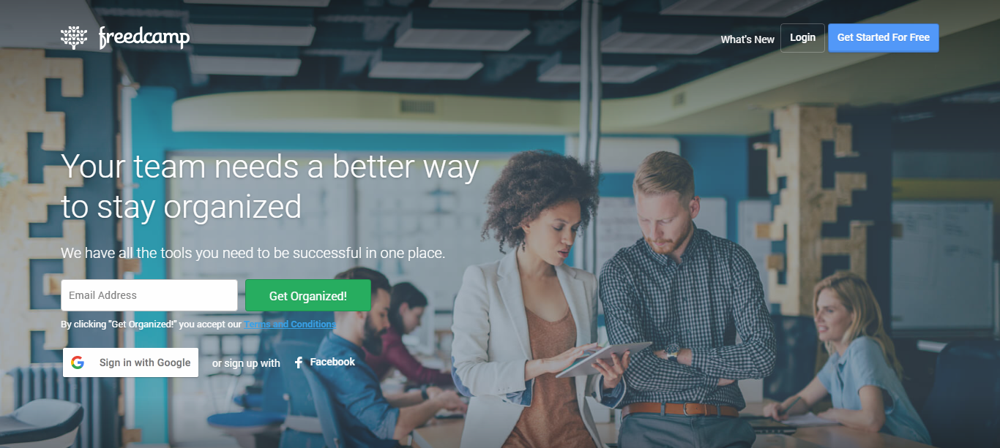 freedcamp
What's New
Login
Get Started For Free
Your team needs a better way
to stay organized
We have all the tools you need to be successful in one place.
Email Address
Get Organized!
By clicking "Get Organized!" you accept our Terms and Conditions
Sign in with Google
or sign up with
Facebook